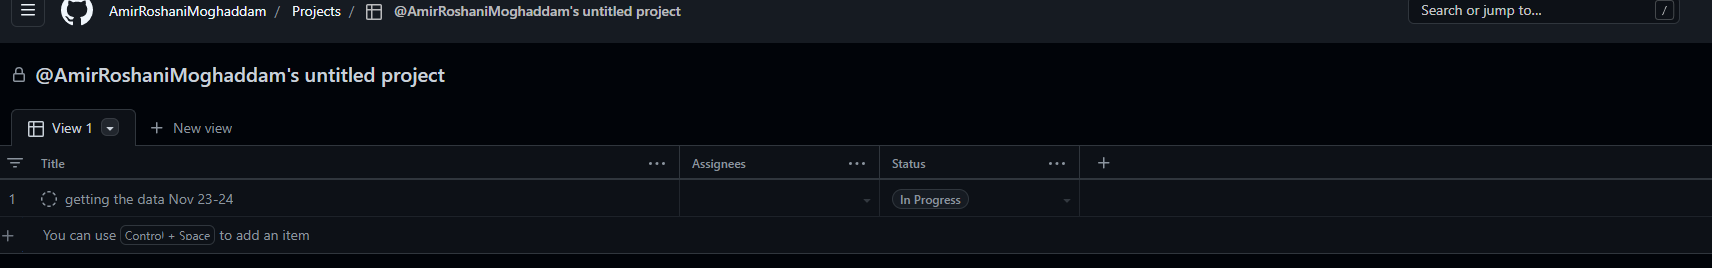 AmirRoshaniMoghaddam / Projects / @AmirRoshaniMoghaddam's untitled project Search or jump to... /
@AmirRoshaniMoghaddam's untitled project
View 1 New view
Title Assignees Status
1 getting the data Nov 23-24 In Progress
You can use Control + Space to add an item